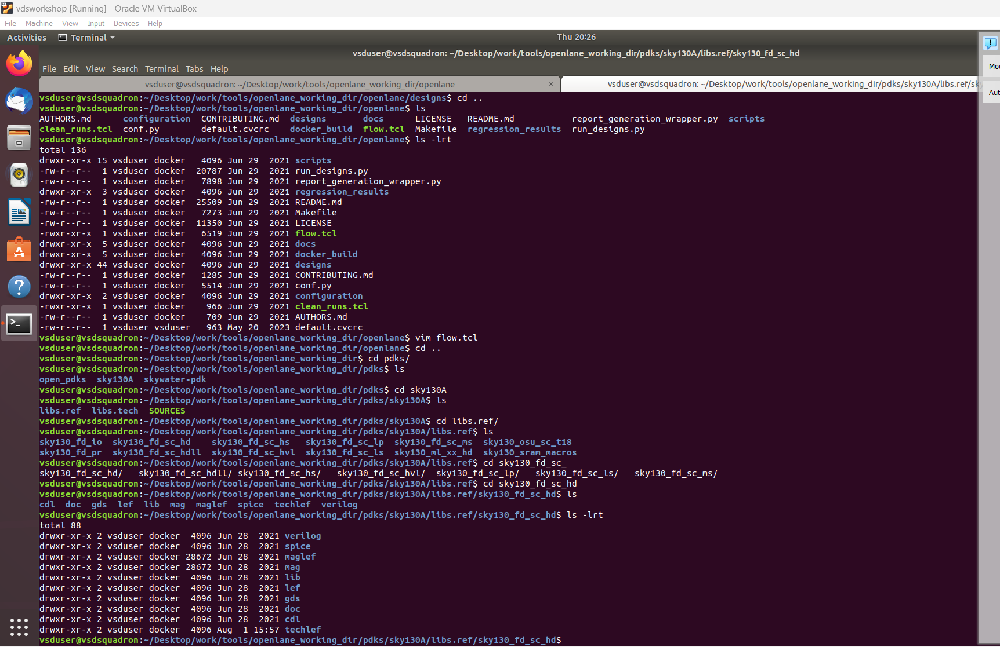 vdsworkshop [Running] - Oracle VM VirtualBox
File Machine View Input Devices Help
Activities Terminal Thu 20:26
vsduser@vsdsquadron: ~/Desktop/work/tools/openlane_working_dir/pdks/sky130A/libs.ref/sky130_fd_sc_hd
File Edit View Search Terminal Tabs Help
vsduser@vsdsquadron: ~/Desktop/work/tools/openlane_working_dir/openlane × vsduser@vsdsquadron: ~/Desktop/work/tools/openlane_working_dir/pdks/sky130A/libs.ref/sk
Mou
Aut
vsduser@vsdsquadron:~/Desktop/work/tools/openlane_working_dir/openlane/designs$ cd ..
vsduser@vsdsquadron:~/Desktop/work/tools/openlane_working_dir/openlane$ ls
AUTHORS.md configuration CONTRIBUTING.md designs docs LICENSE README.md report_generation_wrapper.py scripts
clean_runs.tcl conf.py default.cvcrc docker_build flow.tcl Makefile regression_results run_designs.py
vsduser@vsdsquadron:~/Desktop/work/tools/openlane_working_dir/openlane$ ls -lrt
total 136
drwxr-xr-x 15 vsduser docker 4096 Jun 29 2021 scripts
-rw-r--r-- 1 vsduser docker 20787 Jun 29 2021 run_designs.py
-rw-r--r-- 1 vsduser docker 7898 Jun 29 2021 report_generation_wrapper.py
drwxr-xr-x 3 vsduser docker 4096 Jun 29 2021 regression_results
-rw-r--r-- 1 vsduser docker 25509 Jun 29 2021 README.md
-rw-r--r-- 1 vsduser docker 7273 Jun 29 2021 Makefile
-rw-r--r-- 1 vsduser docker 11350 Jun 29 2021 LICENSE
-rwxr-xr-x 1 vsduser docker 6519 Jun 29 2021 flow.tcl
drwxr-xr-x 5 vsduser docker 4096 Jun 29 2021 docs
drwxr-xr-x 5 vsduser docker 4096 Jun 29 2021 docker_build
drwxr-xr-x 44 vsduser docker 4096 Jun 29 2021 designs
-rw-r--r-- 1 vsduser docker 1285 Jun 29 2021 CONTRIBUTING.md
-rw-r--r-- 1 vsduser docker 5514 Jun 29 2021 conf.py
drwxr-xr-x 2 vsduser docker 4096 Jun 29 2021 configuration
-rwxr-xr-x 1 vsduser docker 966 Jun 29 2021 clean_runs.tcl
-rw-r--r-- 1 vsduser docker 709 Jun 29 2021 AUTHORS.md
-rw-r--r-- 1 vsduser vsduser 963 May 20 2023 default.cvcrc
vsduser@vsdsquadron:~/Desktop/work/tools/openlane_working_dir/openlane$ vim flow.tcl
vsduser@vsdsquadron:~/Desktop/work/tools/openlane_working_dir/openlane$ cd ..
vsduser@vsdsquadron:~/Desktop/work/tools/openlane_working_dir$ cd pdks/
vsduser@vsdsquadron:~/Desktop/work/tools/openlane_working_dir/pdks$ ls
open_pdks sky130A skywater-pdk
vsduser@vsdsquadron:~/Desktop/work/tools/openlane_working_dir/pdks$ cd sky130A
vsduser@vsdsquadron:~/Desktop/work/tools/openlane_working_dir/pdks/sky130A$ ls
libs.ref libs.tech SOURCES
vsduser@vsdsquadron:~/Desktop/work/tools/openlane_working_dir/pdks/sky130A$ cd libs.ref/
vsduser@vsdsquadron:~/Desktop/work/tools/openlane_working_dir/pdks/sky130A/libs.ref$ ls
sky130_fd_io sky130_fd_sc_hd sky130_fd_sc_hs sky130_fd_sc_lp sky130_fd_sc_ms sky130_osu_sc_t18
sky130_fd_pr sky130_fd_sc_hdll sky130_fd_sc_hvl sky130_fd_sc_ls sky130_ml_xx_hd sky130_sram_macros
vsduser@vsdsquadron:~/Desktop/work/tools/openlane_working_dir/pdks/sky130A/libs.ref$ cd sky130_fd_sc_
sky130_fd_sc_hd/ sky130_fd_sc_hdll/ sky130_fd_sc_hs/ sky130_fd_sc_hvl/ sky130_fd_sc_lp/ sky130_fd_sc_ls/ sky130_fd_sc_ms/
vsduser@vsdsquadron:~/Desktop/work/tools/openlane_working_dir/pdks/sky130A/libs.ref$ cd sky130_fd_sc_hd
vsduser@vsdsquadron:~/Desktop/work/tools/openlane_working_dir/pdks/sky130A/libs.ref/sky130_fd_sc_hd$ ls
cdl doc gds lef lib mag maglef spice techlef verilog
vsduser@vsdsquadron:~/Desktop/work/tools/openlane_working_dir/pdks/sky130A/libs.ref/sky130_fd_sc_hd$ ls -lrt
total 88
drwxr-xr-x 2 vsduser docker 4096 Jun 28 2021 verilog
drwxr-xr-x 2 vsduser docker 4096 Jun 28 2021 spice
drwxr-xr-x 2 vsduser docker 28672 Jun 28 2021 maglef
drwxr-xr-x 2 vsduser docker 28672 Jun 28 2021 mag
drwxr-xr-x 2 vsduser docker 4096 Jun 28 2021 lib
drwxr-xr-x 2 vsduser docker 4096 Jun 28 2021 lef
drwxr-xr-x 2 vsduser docker 4096 Jun 28 2021 gds
drwxr-xr-x 2 vsduser docker 4096 Jun 28 2021 doc
drwxr-xr-x 2 vsduser docker 4096 Jun 28 2021 cdl
drwxr-xr-x 2 vsduser docker 4096 Aug 1 15:57 techlef
vsduser@vsdsquadron:~/Desktop/work/tools/openlane_working_dir/pdks/sky130A/libs.ref/sky130_fd_sc_hd$